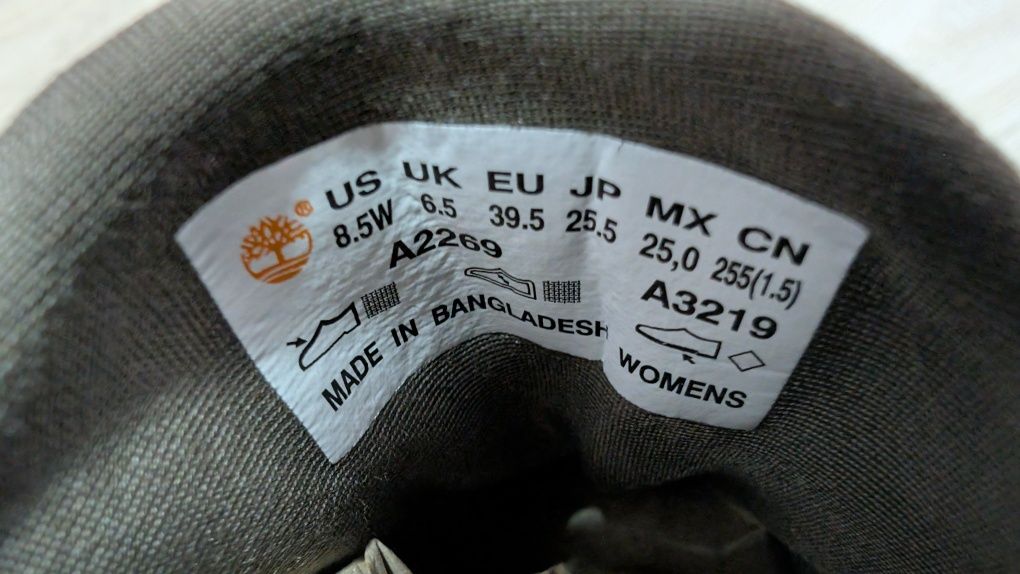 US UK EU JP MX CN
8.5W 6.5 39.5 25.5 25,0 255(1.5)
A2269 A3219
MADE IN BANGLADESH WOMENS
®